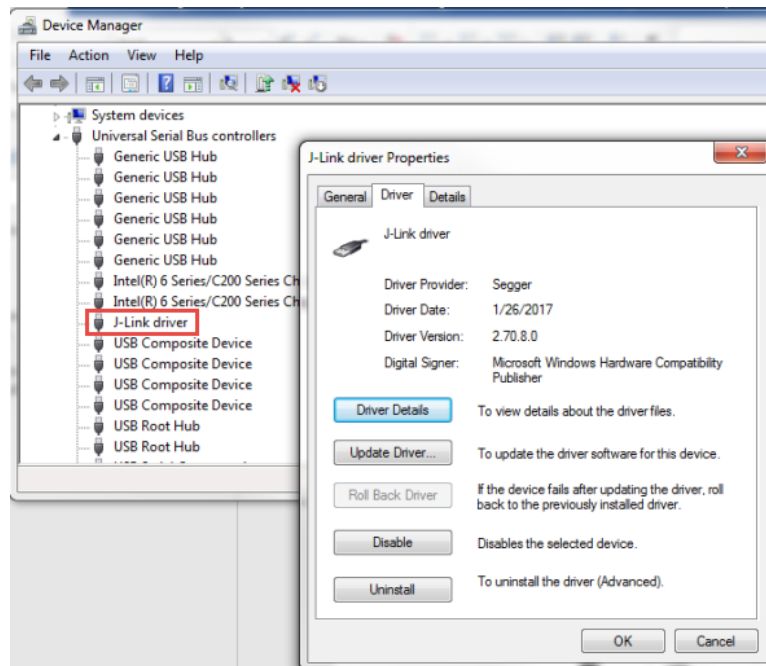 Device Manager
File Action View Help
System devices
Universal Serial Bus controllers
Generic USB Hub
Generic USB Hub
Generic USB Hub
Generic USB Hub
Generic USB Hub
Generic USB Hub
Intel(R) 6 Series/C200 Series Ch
Intel(R) 6 Series/C200 Series Ch
J-Link driver
USB Composite Device
USB Composite Device
USB Composite Device
USB Composite Device
USB Root Hub
USB Root Hub
J-Link driver Properties
General Driver Details
J-Link driver
Driver Provider: Segger
Driver Date: 1/26/2017
Driver Version: 2.70.8.0
Digital Signer: Microsoft Windows Hardware Compatibility
Publisher
Driver Details To view details about the driver files.
Update Driver... To update the driver software for this device.
Roll Back Driver If the device fails after updating the driver, roll
back to the previously installed driver.
Disable Disables the selected device.
Uninstall To uninstall the driver (Advanced).
OK Cancel